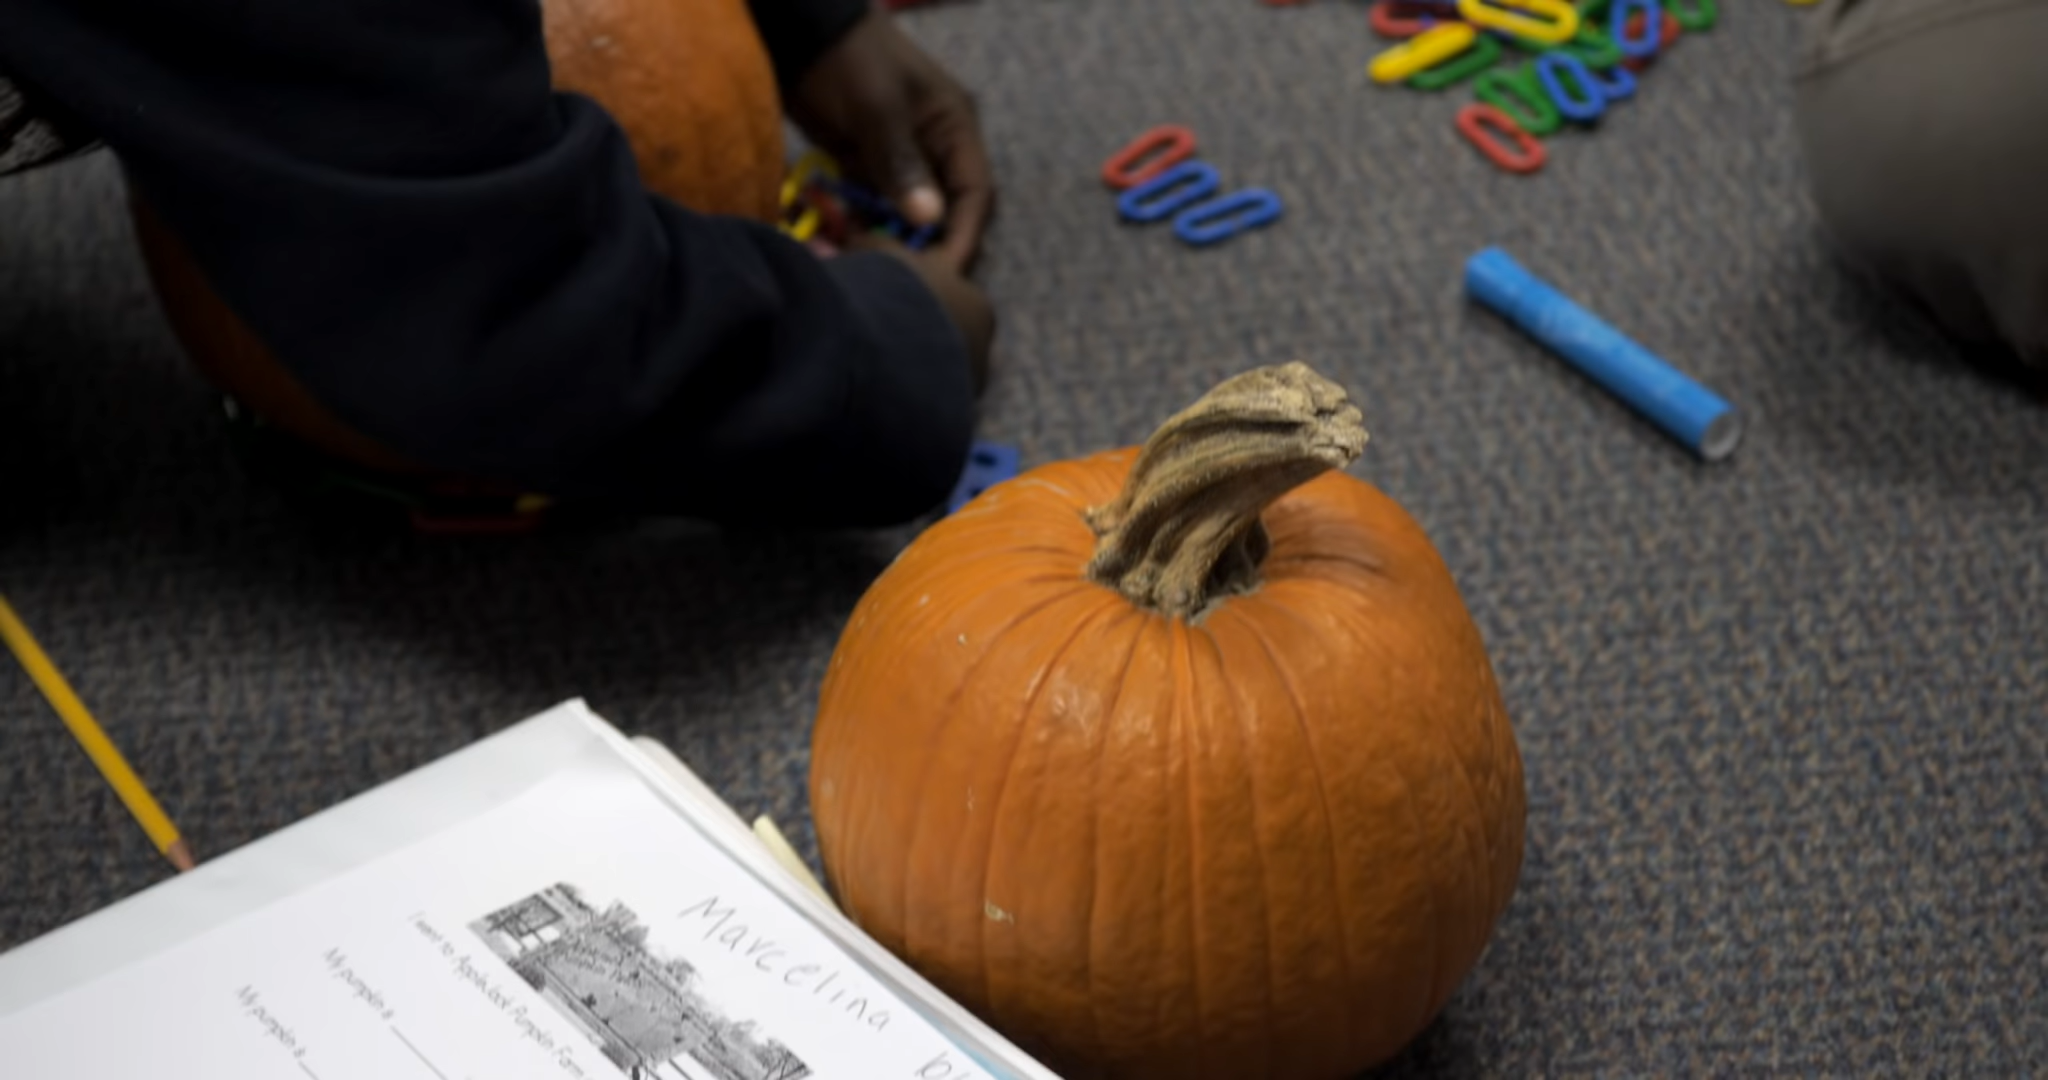 Marcelina
I went to Applejack Pumpkin Farm
My pumpkin is
My pumpkin is